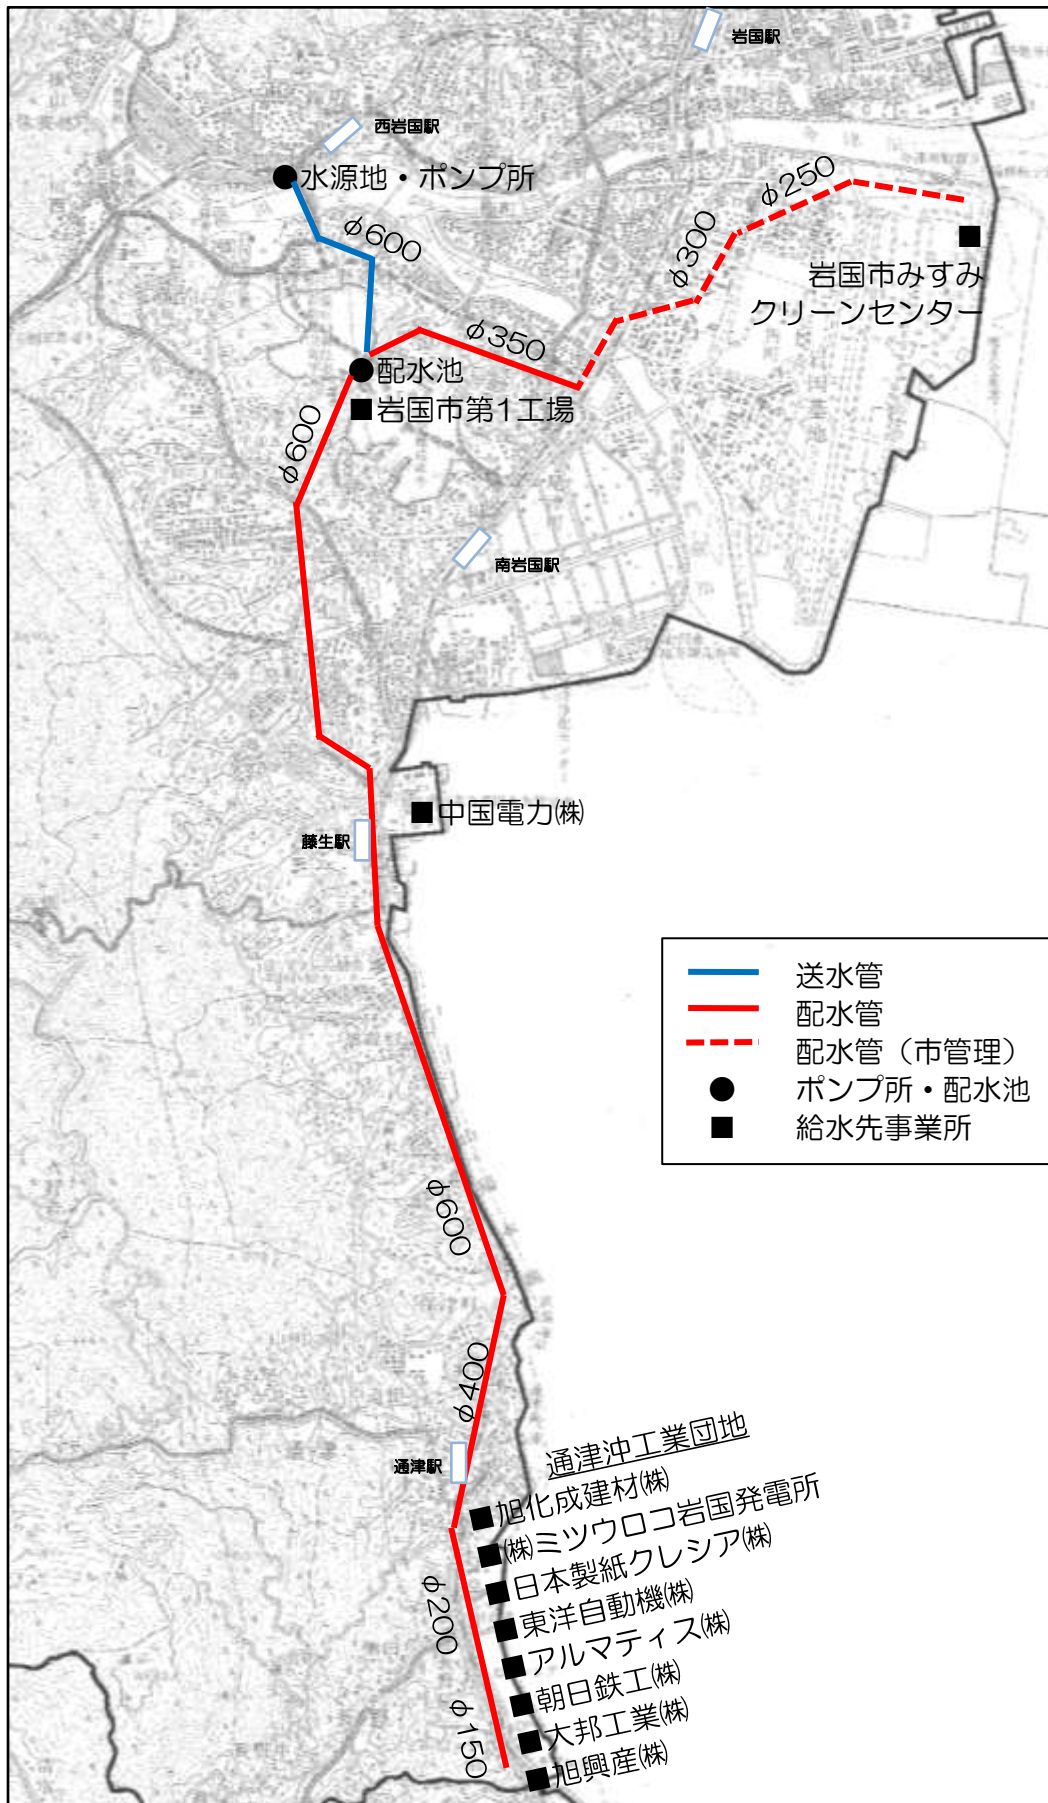 岩国駅
西岩国駅
水源地・ポンプ所
φ600
φ250
φ300
岩国市みすみ
クリーンセンター
φ350
配水池
岩国市第1工場
φ600
南岩国駅
中国電力㈱
藤生駅
送水管
配水管
配水管（市管理）
ポンプ所・配水池
給水先事業所
φ600
φ400
通津駅
通津沖工業団地
旭化成建材㈱
㈱ミツウロコ岩国発電所
日本製紙クレシア㈱
東洋自動機㈱
アルマティス㈱
朝日鉄工㈱
大邦工業㈱
旭興産㈱
φ200
φ150